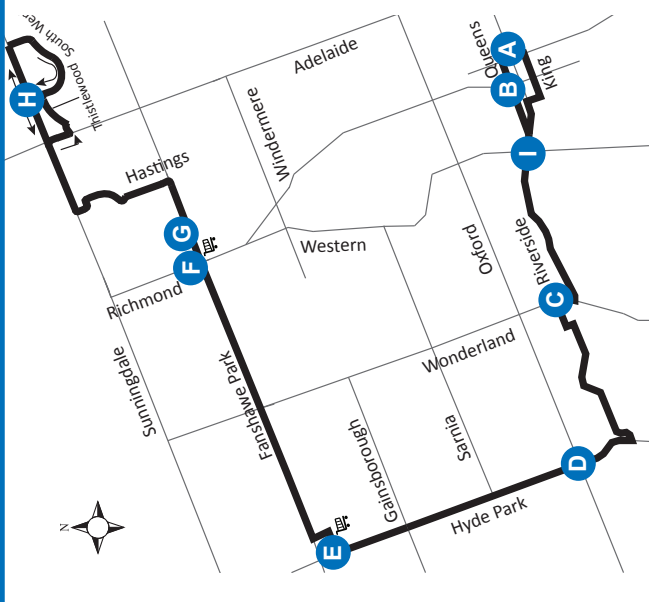 South Wen
Thistlewood
H
Adelaide
Queens
A
B
King
Windermere
Hastings
I
G
F
Western
Richmond
Oxford
Riverside
C
Sunningdale
Wonderland
Fanshawe Park
Gainsborough
Sarnia
D
Hyde Park
E
N